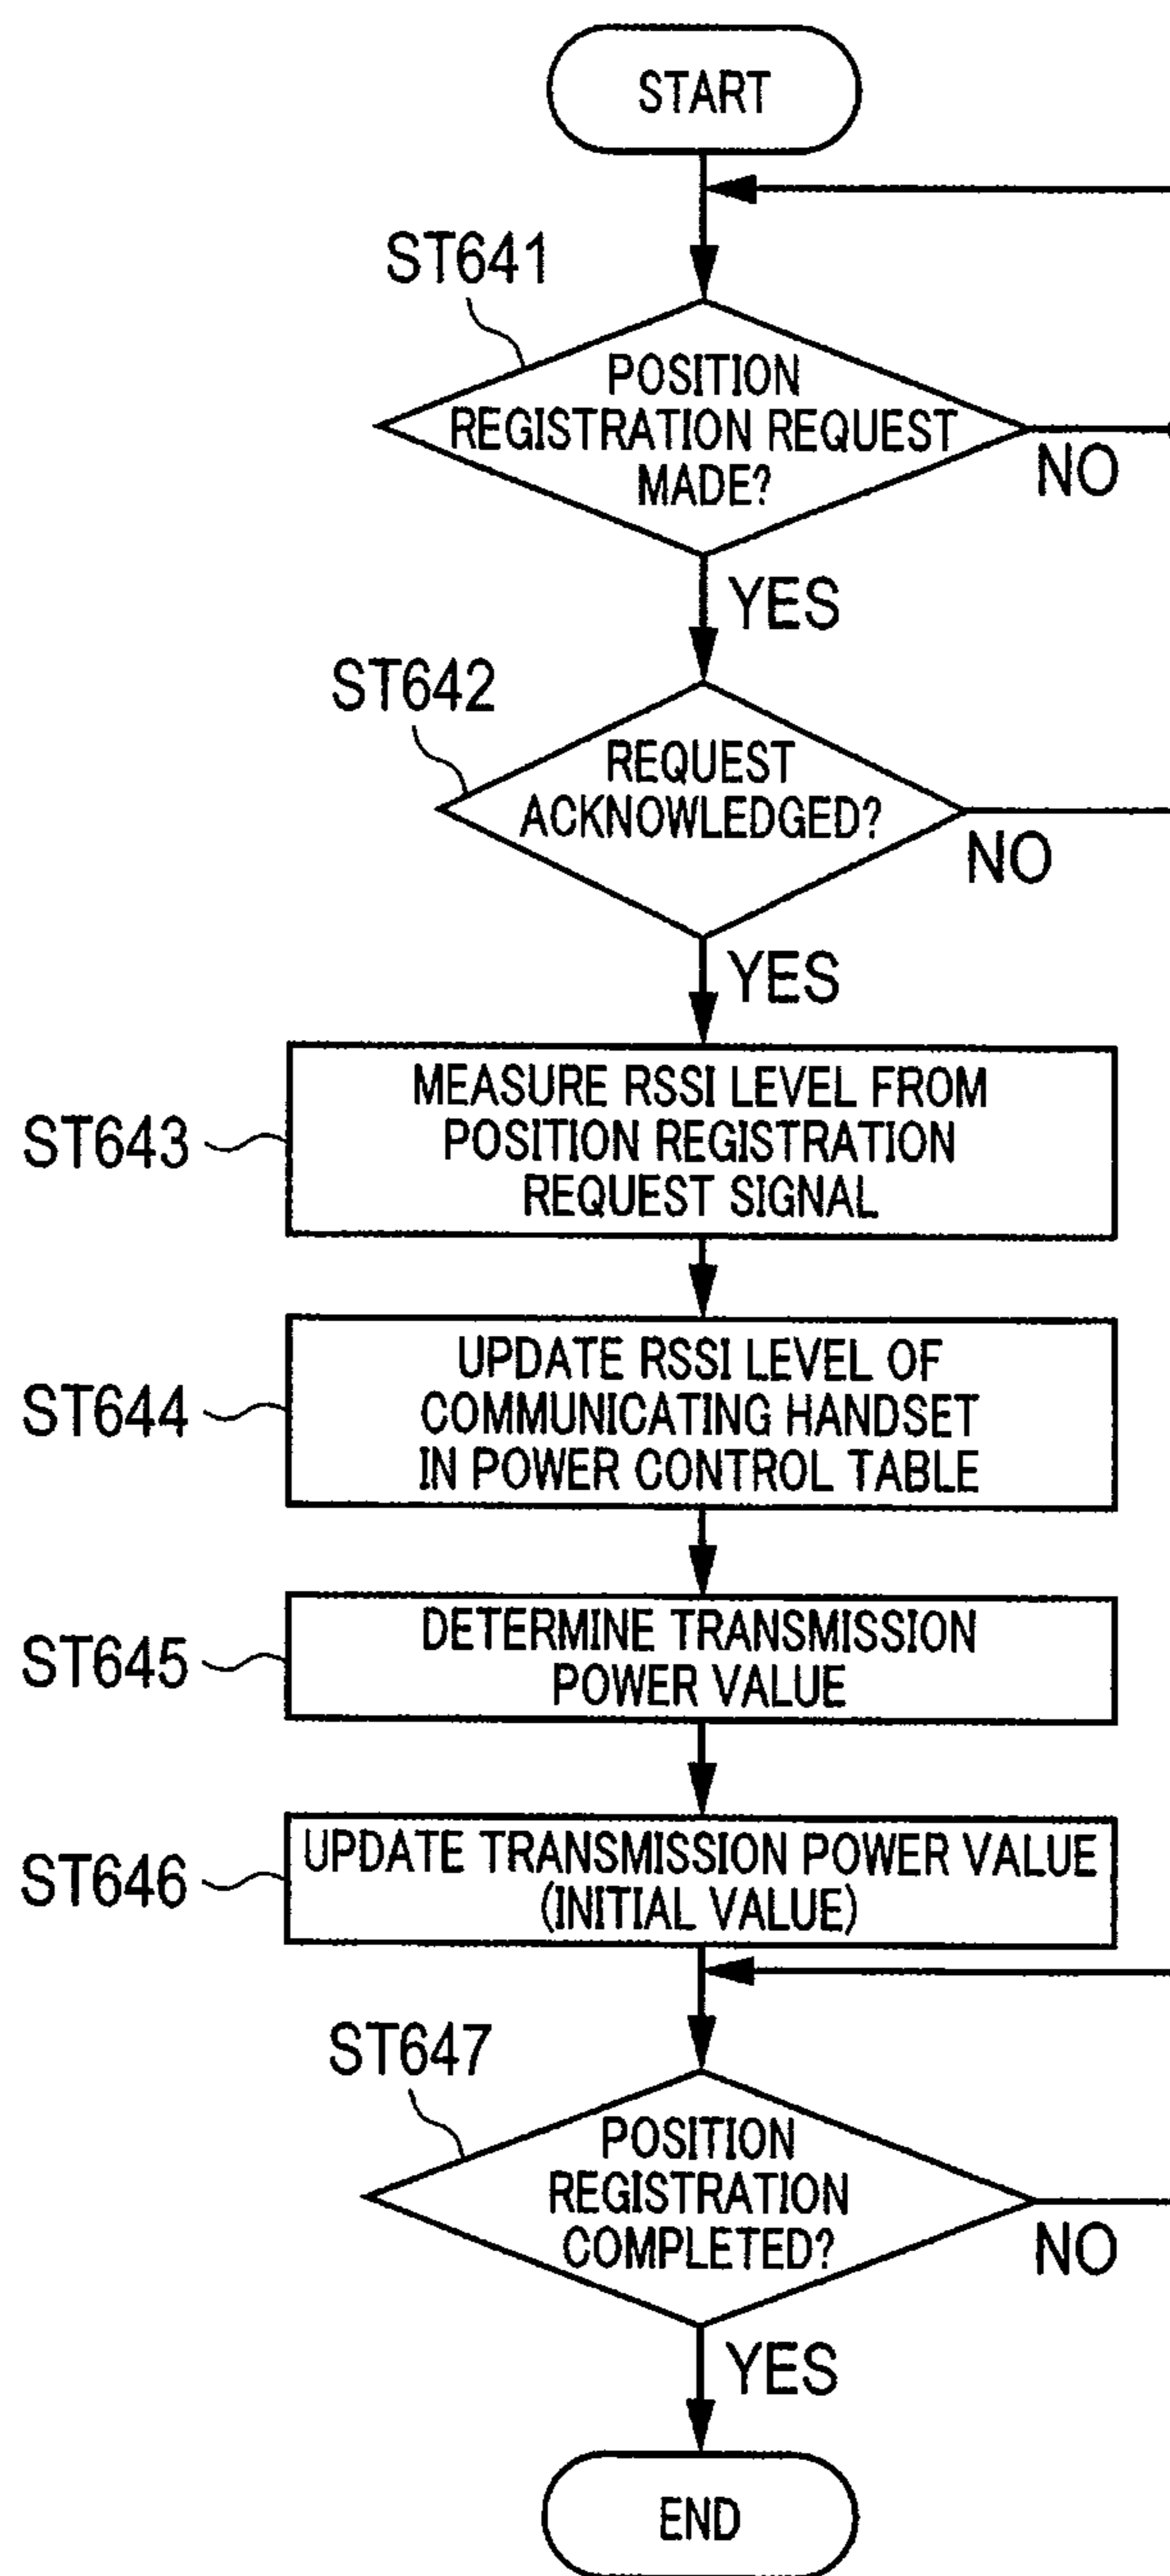 START
ST641
POSITION
REGISTRATION REQUEST
MADE?
NO
YES
ST642
REQUEST
ACKNOWLEDGED?
NO
YES
ST643
MEASURE RSSI LEVEL FROM
POSITION REGISTRATION
REQUEST SIGNAL
ST644
UPDATE RSSI LEVEL OF
COMMUNICATING HANDSET
IN POWER CONTROL TABLE
ST645
DETERMINE TRANSMISSION
POWER VALUE
ST646
UPDATE TRANSMISSION POWER VALUE
(INITIAL VALUE)
ST647
POSITION
REGISTRATION
COMPLETED?
NO
YES
END